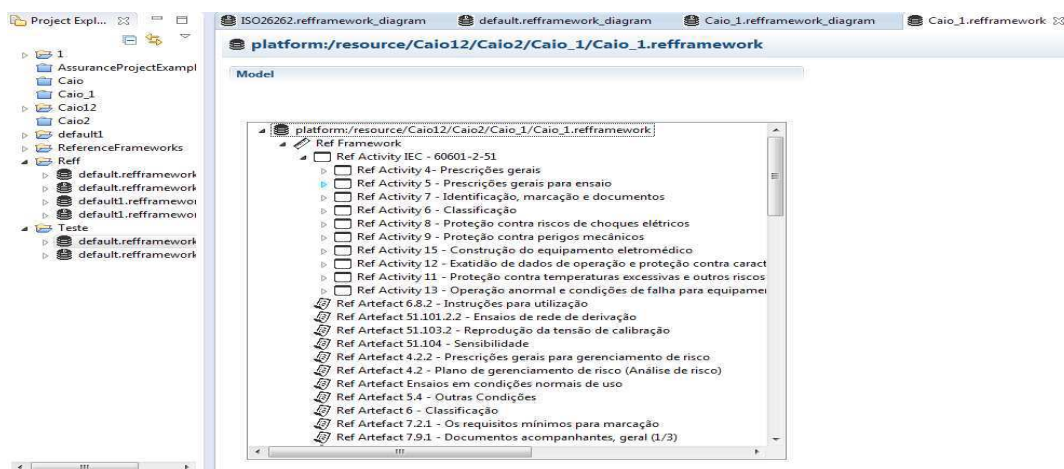 Project Expl...
1
AssuranceProjectExampl
Caio
Caio_1
Caio12
Caio2
default1
ReferenceFrameworks
Reff
default.refframework
default.refframework
default1.refframewor
default1.refframewor
Teste
default.refframework
default.refframework
ISO26262.refframework_diagram default.refframework_diagram Caio_1.refframework_diagram Caio_1.refframework
platform:/resource/Caio12/Caio2/Caio_1/Caio_1.refframework
Model
platform:/resource/Caio12/Caio2/Caio_1/Caio_1.refframework
Ref Framework
Ref Activity IEC - 60601-2-51
Ref Activity 4- Prescrições gerais
Ref Activity 5 - Prescrições gerais para ensaio
Ref Activity 7 - Identificação, marcação e documentos
Ref Activity 6 - Classificação
Ref Activity 8 - Proteção contra riscos de choques elétricos
Ref Activity 9 - Proteção contra perigos mecânicos
Ref Activity 15 - Construção do equipamento eletromédico
Ref Activity 12 - Exatidão de dados de operação e proteção contra caract
Ref Activity 11 - Proteção contra temperaturas excessivas e outros riscos
Ref Activity 13 - Operação anormal e condições de falha para equipame
Ref Artefact 6.8.2 - Instruções para utilização
Ref Artefact 51.101.2.2 - Ensaios de rede de derivação
Ref Artefact 51.103.2 - Reprodução da tensão de calibração
Ref Artefact 51.104 - Sensibilidade
Ref Artefact 4.2.2 - Prescrições gerais para gerenciamento de risco
Ref Artefact 4.2 - Plano de gerenciamento de risco (Análise de risco)
Ref Artefact Ensaios em condições normais de uso
Ref Artefact 5.4 - Outras Condições
Ref Artefact 6 - Classificação
Ref Artefact 7.2.1 - Os requisitos mínimos para marcação
Ref Artefact 7.9.1 - Documentos acompanhantes, geral (1/3)